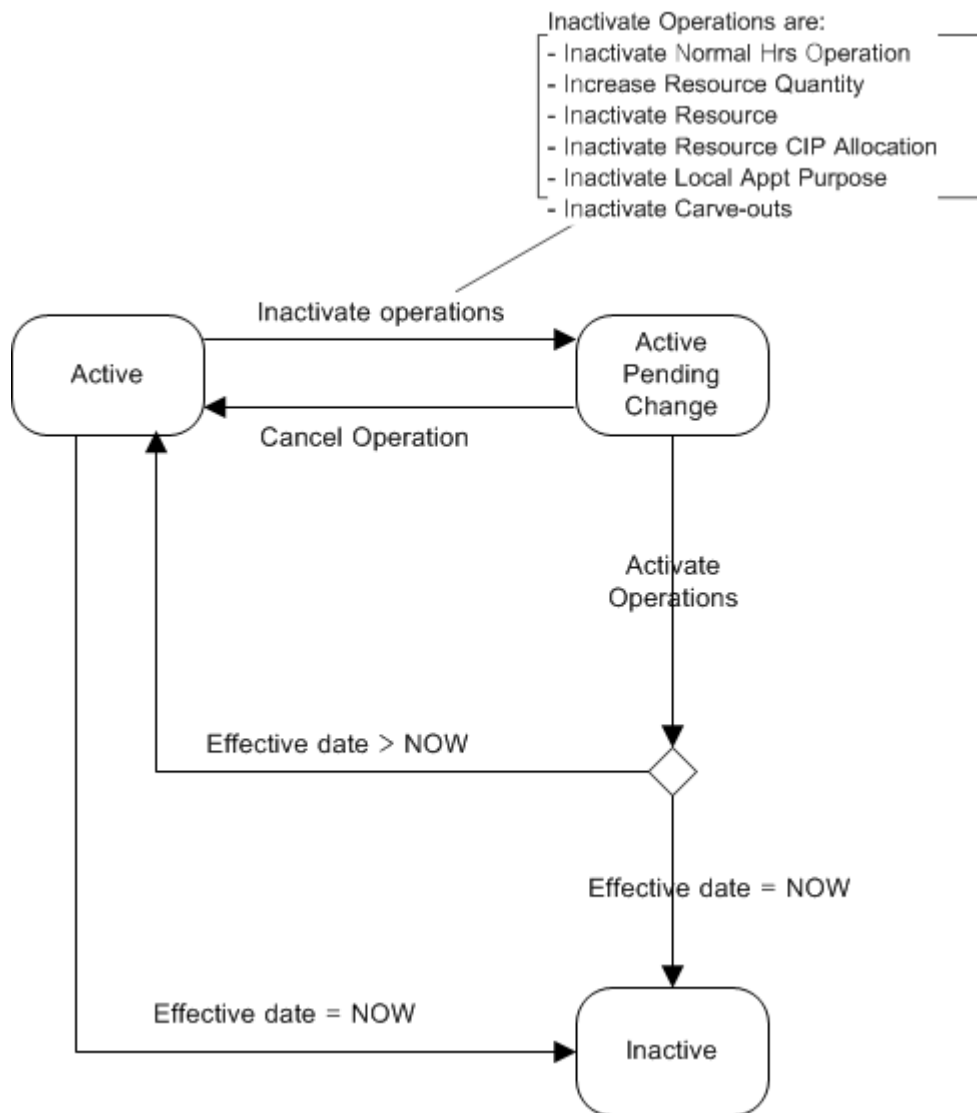 Inactivate Operations are:
- Inactivate Normal Hrs Operation
- Increase Resource Quantity
- Inactivate Resource
- Inactivate Resource CIP Allocation
- Inactivate Local Appt Purpose
- Inactivate Carve-outs
Inactivate operations
Active
Active
Pending
Change
Cancel Operation
Activate
Operations
Effective date > NOW
Effective date = NOW
Effective date = NOW
Inactive